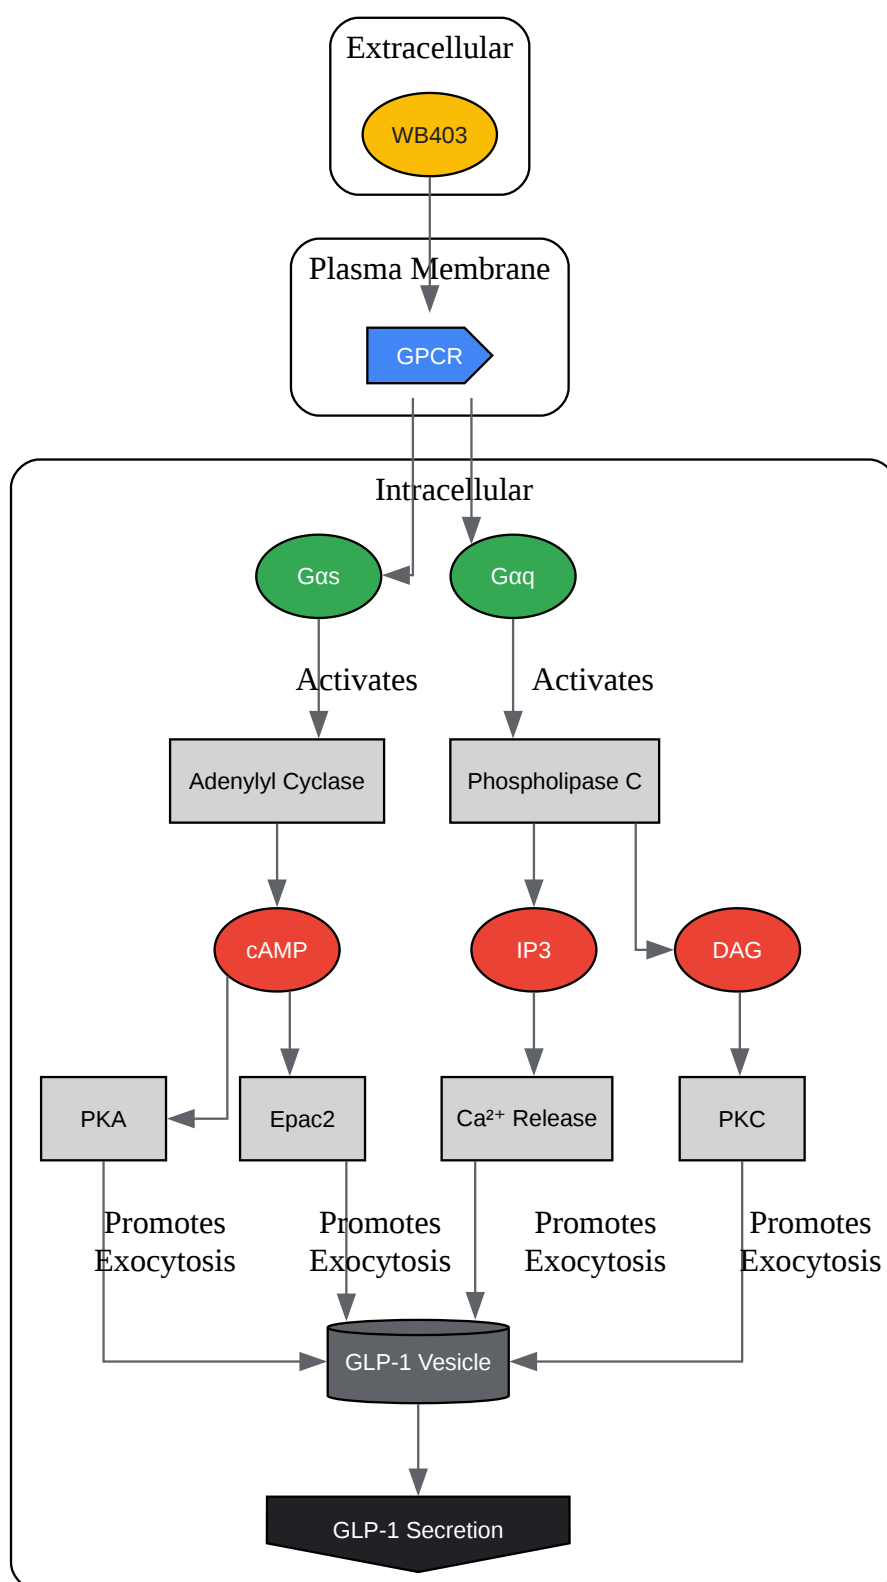 Extracellular
WB403
Plasma Membrane
GPCR
Intracellular
Gαs
Gαq
Activates
Activates
Adenylyl Cyclase
Phospholipase C
cAMP
IP3
DAG
PKA
Epac2
Ca²⁺ Release
PKC
Promotes
Exocytosis
Promotes
Exocytosis
Promotes
Exocytosis
Promotes
Exocytosis
GLP-1 Vesicle
GLP-1 Secretion